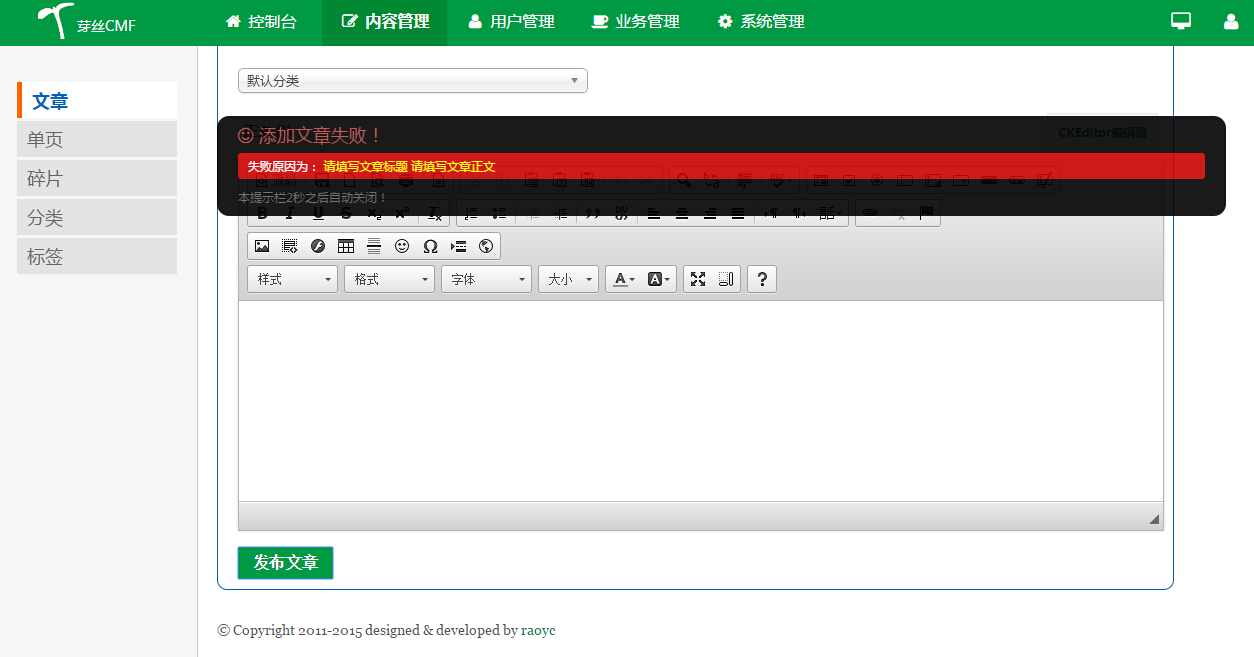 芽丝CMF
控制台 内容管理 用户管理 业务管理 系统管理
文章
单页
碎片
分类
标签
默认分类
CKEditor编辑器
添加文章失败！
失败原因为： 请填写文章标题 请填写文章正文
本提示栏2秒之后自动关闭！
样式 格式 字体 大小 A A ?
发布文章
© Copyright 2011-2015 designed & developed by raoyc